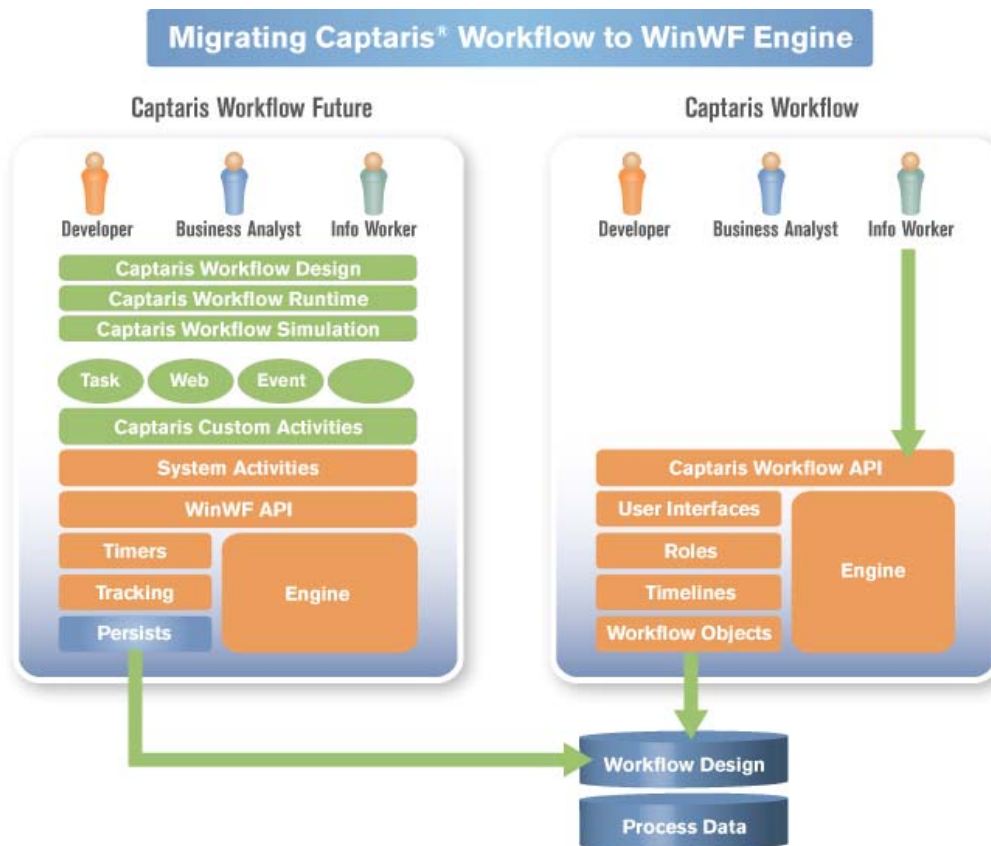 Migrating Captaris® Workflow to WinWF Engine
Captaris Workflow Future
Developer
Business Analyst
Info Worker
Captaris Workflow Design
Captaris Workflow Runtime
Captaris Workflow Simulation
Task
Web
Event
Captaris Custom Activities
System Activities
WinWF API
Timers
Tracking
Persists
Engine
Captaris Workflow
Developer
Business Analyst
Info Worker
Captaris Workflow API
User Interfaces
Roles
Timelines
Workflow Objects
Engine
Workflow Design
Process Data